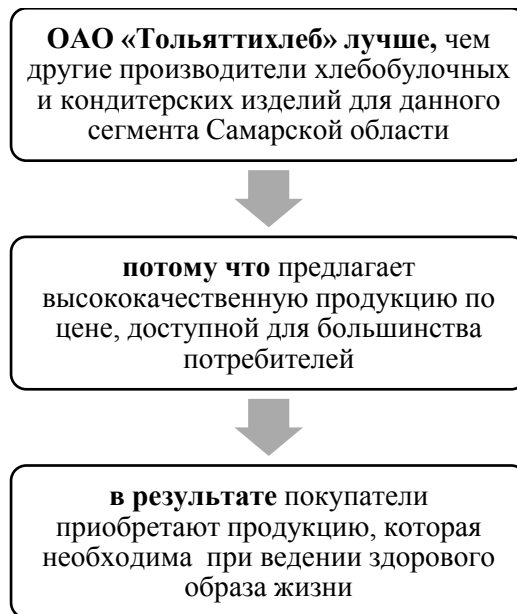 ОАО «Тольяттихлеб» лучше, чем
другие производители хлебобулочных
и кондитерских изделий для данного
сегмента Самарской области
потому что предлагает
высококачественную продукцию по
цене, доступной для большинства
потребителей
в результате покупатели
приобретают продукцию, которая
необходима при ведении здорового
образа жизни